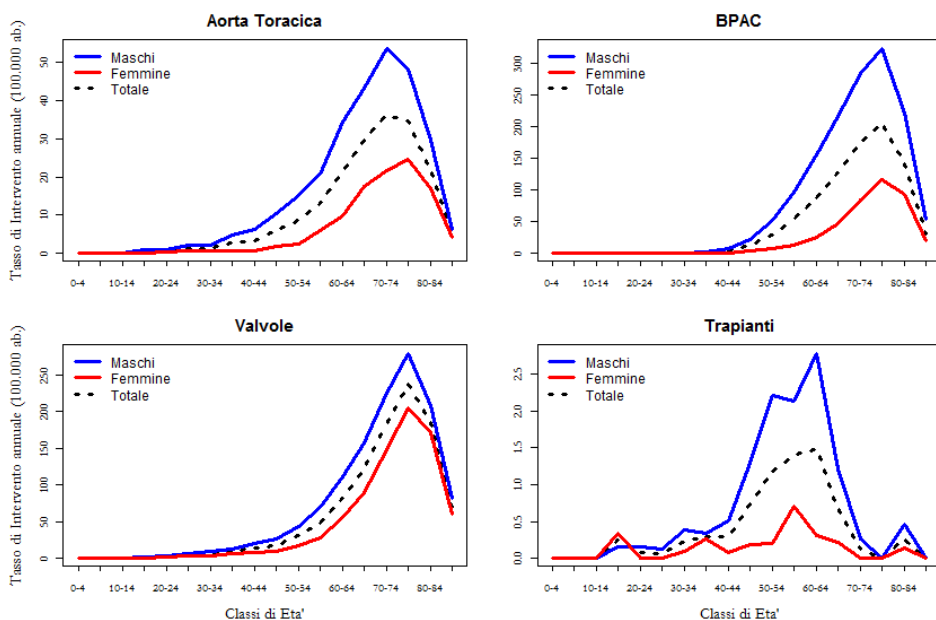 Aorta Toracica
Tasso di Intervento annuale (100.000 ab.)
50
40
30
20
10
0
Maschi
Femmine
Totale
0-4 10-14 20-24 30-34 40-44 50-54 60-64 70-74 80-84
BPAC
300
250
200
150
100
50
0
Maschi
Femmine
Totale
0-4 10-14 20-24 30-34 40-44 50-54 60-64 70-74 80-84
Valvole
Tasso di Intervento annuale (100.000 ab.)
250
200
150
100
50
0
Maschi
Femmine
Totale
0-4 10-14 20-24 30-34 40-44 50-54 60-64 70-74 80-84
Classi di Eta'
Trapianti
2.5
2.0
1.5
1.0
0.5
0.0
Maschi
Femmine
Totale
0-4 10-14 20-24 30-34 40-44 50-54 60-64 70-74 80-84
Classi di Eta'